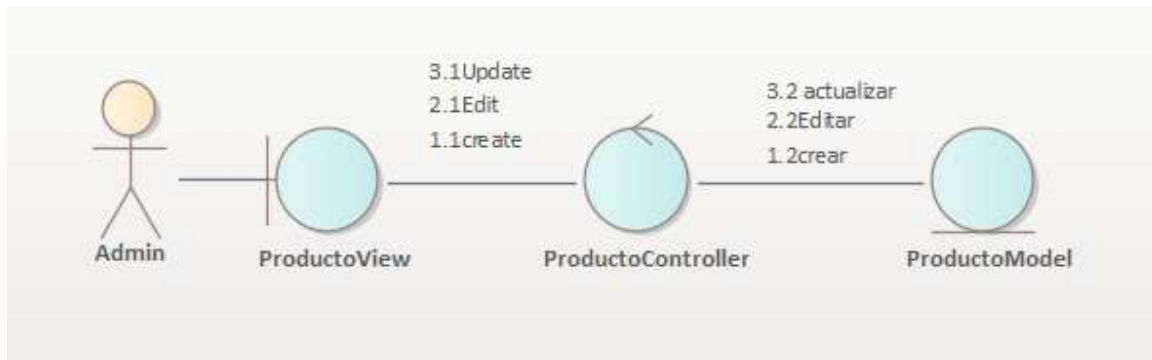 3.1Update
2.1Edit
1.1create
3.2 actualizar
2.2Editar
1.2crear
Admin
ProductoView
ProductoController
ProductoModel